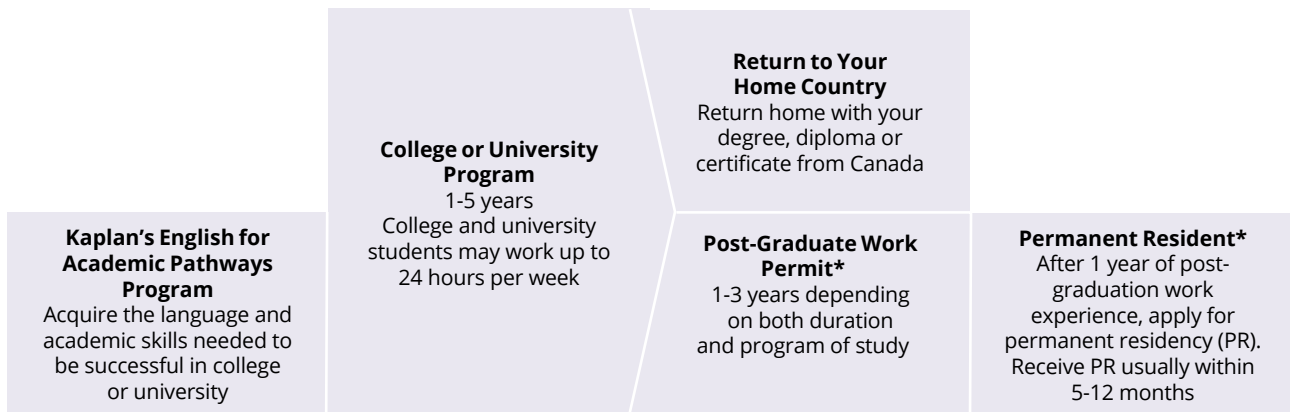 Kaplan's English for
Academic Pathways
Program
Acquire the language and
academic skills needed to
be successful in college
or university
College or University
Program
1-5 years
College and university
students may work up to
24 hours per week
Return to Your
Home Country
Return home with your
degree, diploma or
certificate from Canada
Post-Graduate Work
Permit*
1-3 years depending
on both duration
and program of study
Permanent Resident*
After 1 year of post-
graduation work
experience, apply for
permanent residency (PR).
Receive PR usually within
5-12 months